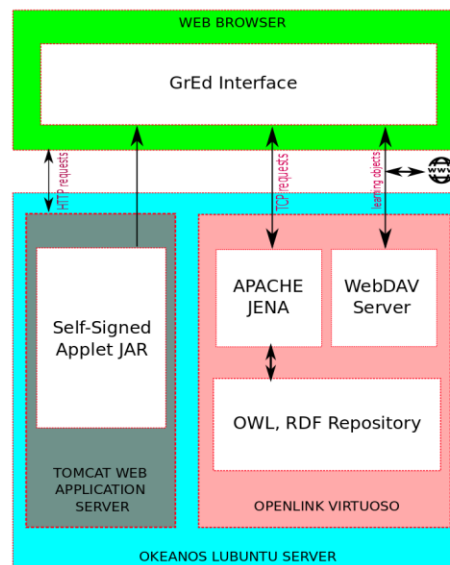 WEB BROWSER
GrEd Interface
HTTP requests
TCP requests
learning objects
WWW
Self-Signed
Applet JAR
APACHE
JENA
WebDAV
Server
OWL, RDF Repository
TOMCAT WEB
APPLICATION
SERVER
OPENLINK VIRTUOSO
OKEANOS LUBUNTU SERVER